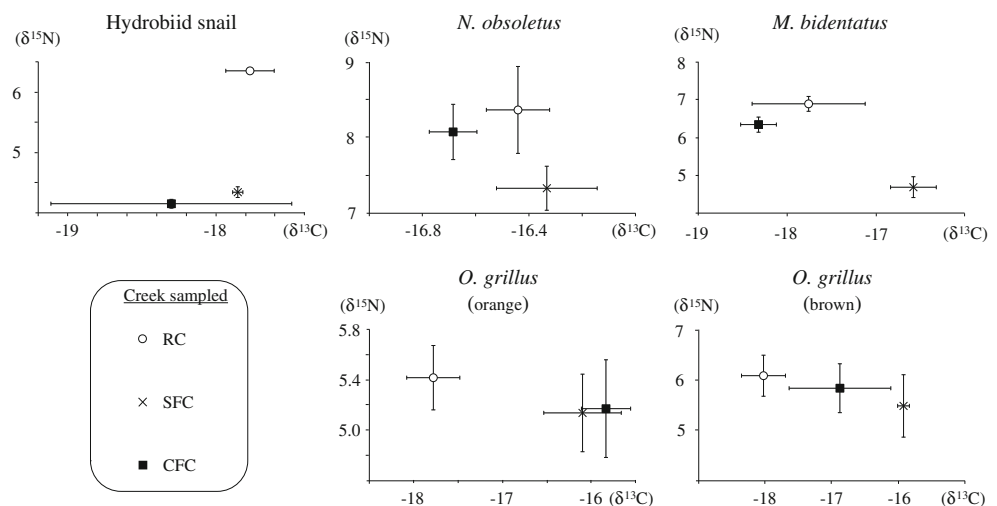 Hydrobiid snail
(δ¹⁵N)
6
5
-19
-18
(δ¹³C)
N. obsoletus
(δ¹⁵N)
9
8
7
-16.8
-16.4
(δ¹³C)
M. bidentatus
(δ¹⁵N)
8
7
6
5
-19
-18
-17
(δ¹³C)
Creek sampled
RC
SFC
CFC
O. grillus
(orange)
(δ¹⁵N)
5.8
5.4
5.0
-18
-17
-16
(δ¹³C)
O. grillus
(brown)
(δ¹⁵N)
7
6
5
-18
-17
-16
(δ¹³C)